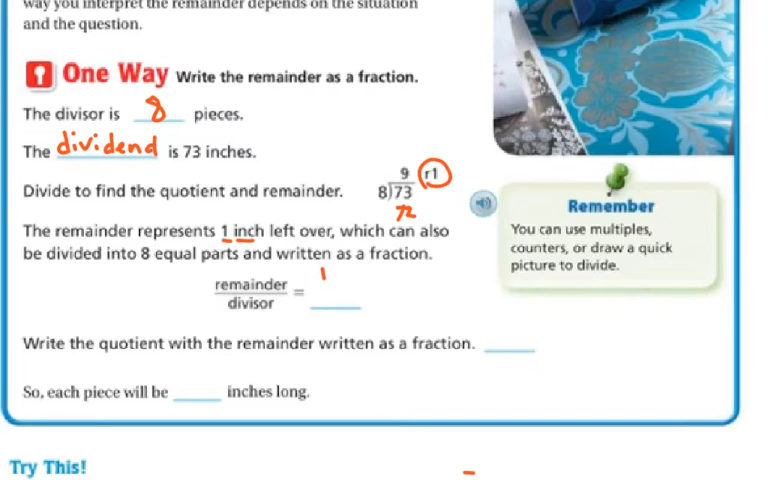 way you interpret the remainder depends on the situation
and the question.
One Way Write the remainder as a fraction.
The divisor is 8 pieces.
The dividend is 73 inches.
9 r1
Divide to find the quotient and remainder. 8)73
72
The remainder represents 1 inch left over, which can also
be divided into 8 equal parts and written as a fraction.
1
remainder
=
divisor
Write the quotient with the remainder written as a fraction.
So, each piece will be inches long.
Remember
You can use multiples,
counters, or draw a quick
picture to divide.
Try This!